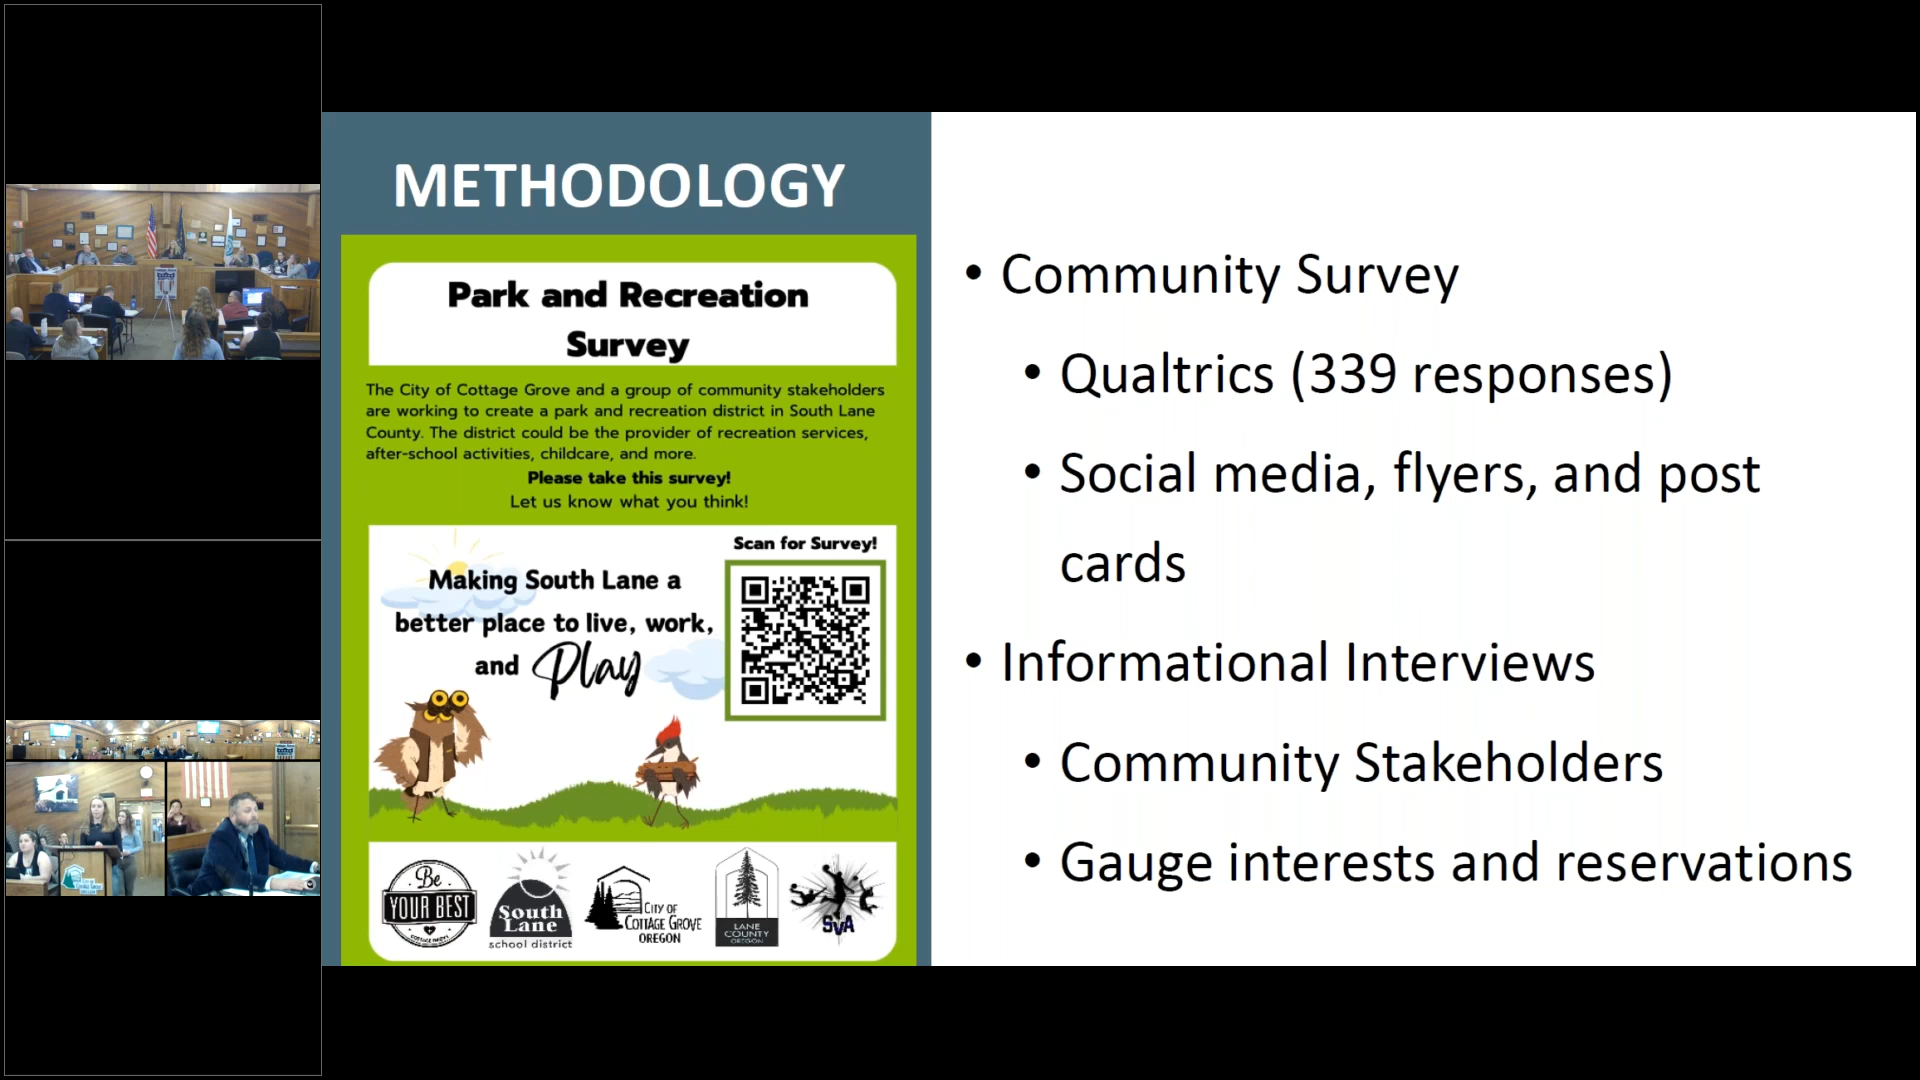 METHODOLOGY
Park and Recreation
Survey
The City of Cottage Grove and a group of community stakeholders
are working to create a park and recreation district in South Lane
County. The district could be the provider of recreation services,
after-school activities, childcare, and more.
Please take this survey!
Let us know what you think!
Scan for Survey!
Making South Lane a
better place to live, work,
and Play
Be
YOUR BEST
COTTAGE GROVE
South
Lane
school district
CITY OF
COTTAGE GROVE
OREGON
LANE
COUNTY
OREGON
SVA
• Community Survey
• Qualtrics (339 responses)
• Social media, flyers, and post
cards
• Informational Interviews
• Community Stakeholders
• Gauge interests and reservations